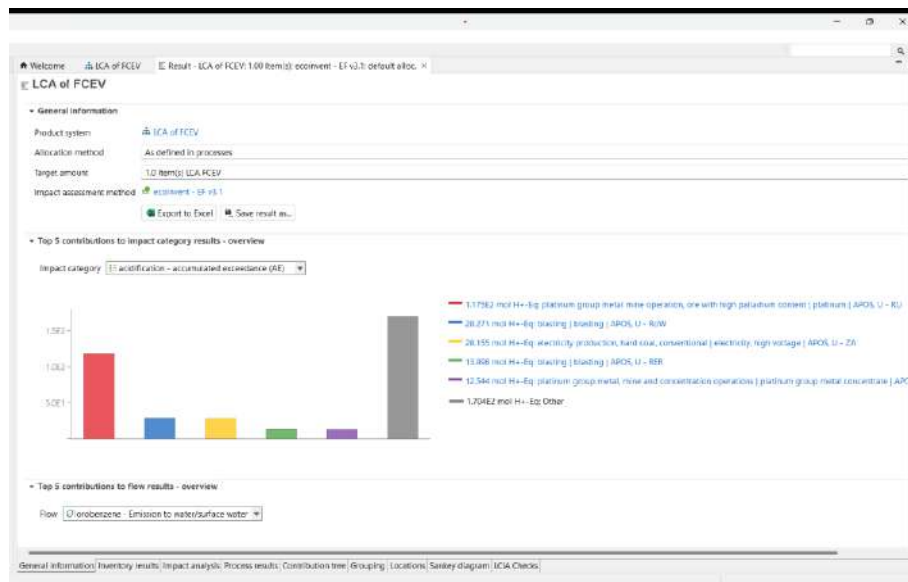 Welcome
LCA of FCEV
Result - LCA of FCEV: 1.00 Item(s): ecoinvent - EF v3.1: default alloc.
LCA of FCEV
General information
Product system
LCA of FCEV
Allocation method
As defined in processes
Target amount
1.0 Item(s) LCA FCEV
Impact assessment method
ecoinvent - EF v3.1
Export to Excel
Save result as...
Top 5 contributions to impact category results - overview
Impact category
acidification - accumulated exceedance (AE)
1.5E2
1.0E2
5.0E1
1.179E2 mol H+-Eq: platinum group metal mine operation, ore with high palladium content | platinum | APOS, U - RU
mol H+-Eq: blasting | blasting | APOS, U - RoW
28.155 mol H+-Eq: electricity production, hard coal, conventional | electricity, high voltage | APOS, U - ZA
mol H+-Eq: blasting | blasting | APOS, U - RER
12.544 mol H+-Eq: platinum group metal, mine and concentration operations | platinum group metal concentrate | APO
1.704E2 mol H+-Eq: Other
Top 5 contributions to flow results - overview
Flow
orobenzene - Emission to water/surface water
General information
Inventory results
Impact analysis
Process results
Contribution tree
Grouping
Locations
Sankey diagram
LCIA Checks